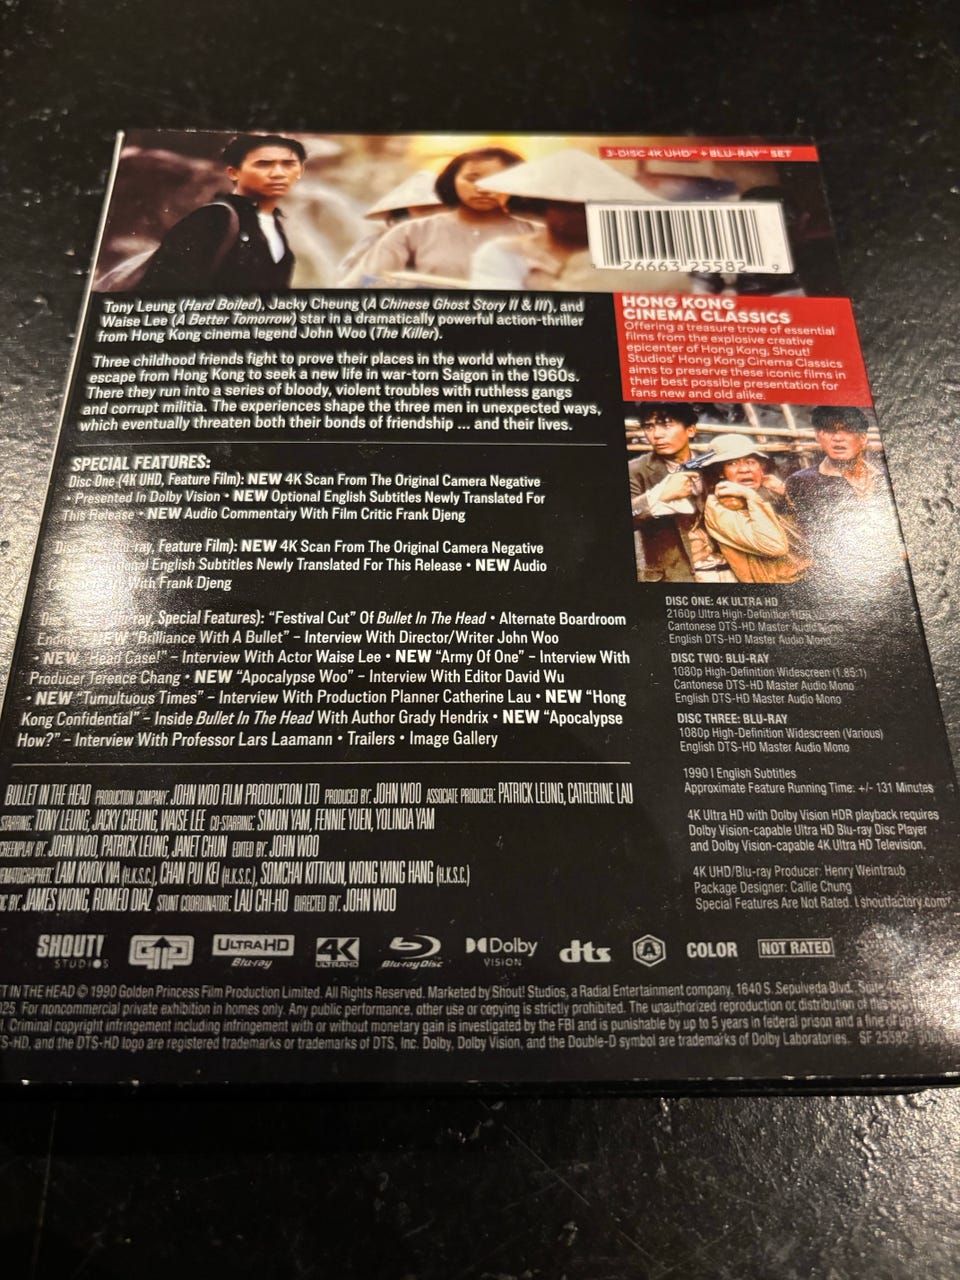 3-DISC 4K UHD™ + BLU-RAY™ SET
26663 25582 9
Tony Leung (Hard Boiled), Jacky Cheung (A Chinese Ghost Story II & III), and
Waise Lee (A Better Tomorrow) star in a dramatically powerful action-thriller
from Hong Kong cinema legend John Woo (The Killer).
Three childhood friends fight to prove their places in the world when they
escape from Hong Kong to seek a new life in war-torn Saigon in the 1960s.
There they run into a series of bloody, violent troubles with ruthless gangs
and corrupt militia. The experiences shape the three men in unexpected ways,
which eventually threaten both their bonds of friendship ... and their lives.
HONG KONG
CINEMA CLASSICS
Offering a treasure trove of essential
films from the explosive creative
epicenter of Hong Kong, Shout!
Studios' Hong Kong Cinema Classics
aims to preserve these iconic films in
their best possible presentation for
fans new and old alike.
SPECIAL FEATURES:
Disc One (4K UHD, Feature Film): NEW 4K Scan From The Original Camera Negative
• Presented In Dolby Vision • NEW Optional English Subtitles Newly Translated For
This Release • NEW Audio Commentary With Film Critic Frank Djeng
Feature Film): NEW 4K Scan From The Original Camera Negative
English Subtitles Newly Translated For This Release • NEW Audio
With Frank Djeng
Special Features): "Festival Cut" Of Bullet In The Head • Alternate Boardroom
"Brilliance With A Bullet" – Interview With Director/Writer John Woo
• NEW "Head Case!" – Interview With Actor Waise Lee • NEW "Army Of One" – Interview With
Producer Terence Chang • NEW "Apocalypse Woo" – Interview With Editor David Wu
• NEW "Tumultuous Times" – Interview With Production Planner Catherine Lau • NEW "Hong
Kong Confidential" – Inside Bullet In The Head With Author Grady Hendrix • NEW "Apocalypse
How?" – Interview With Professor Lars Laamann • Trailers • Image Gallery
DISC ONE: 4K ULTRA HD
2160p Ultra High-Definition
Cantonese DTS-HD Master Audio Mono
English DTS-HD Master Audio Mono
DISC TWO: BLU-RAY
1080p High-Definition Widescreen (1.85:1)
Cantonese DTS-HD Master Audio Mono
English DTS-HD Master Audio Mono
DISC THREE: BLU-RAY
1080p High-Definition Widescreen (Various)
English DTS-HD Master Audio Mono
1990 | English Subtitles
Approximate Feature Running Time: +/- 131 Minutes
4K Ultra HD with Dolby Vision HDR playback requires
Dolby Vision-capable Ultra HD Blu-ray Disc Player
and Dolby Vision-capable 4K Ultra HD Television.
4K UHD/Blu-ray Producer: Henry Weintraub
Package Designer: Callie Chung
Special Features Are Not Rated. | shoutfactory.com
BULLET IN THE HEAD PRODUCTION COMPANY: JOHN WOO FILM PRODUCTION LTD PRODUCED BY: JOHN WOO ASSOCIATE PRODUCER: PATRICK LEUNG, CATHERINE LAU
STARRING: TONY LEUNG, JACKY CHEUNG, WAISE LEE CO-STARRING: SIMON YAM, FENNIE YUEN, YOLINDA YAM
REENPLAY BY: JOHN WOO, PATRICK LEUNG, JANET CHUN EDITED BY: JOHN WOO
EMATOGRAPHER: LAM KWOK WA (H.K.S.C.), CHAN PUI KEI (H.K.S.C.), SOMCHAI KITTIKUN, WONG WING HANG (H.K.S.C.)
IC BY: JAMES WONG, ROMEO DIAZ STUNT COORDINATOR: LAU CHI-HO DIRECTED BY: JOHN WOO
SHOUT! STUDIOS
ULTRA HD Blu-ray
4K ULTRA HD
Blu-ray Disc
Dolby VISION
dts
A
COLOR
NOT RATED
T IN THE HEAD © 1990 Golden Princess Film Production Limited. All Rights Reserved. Marketed by Shout! Studios, a Radial Entertainment company, 1640 S. Sepulveda Blvd., Suite
025. For noncommercial private exhibition in homes only. Any public performance, other use or copying is strictly prohibited. The unauthorized reproduction or distribution of this
l. Criminal copyright infringement including infringement with or without monetary gain is investigated by the FBI and is punishable by up to 5 years in federal prison and a fine of up
S-HD, and the DTS-HD logo are registered trademarks or trademarks of DTS, Inc. Dolby, Dolby Vision, and the Double-D symbol are trademarks of Dolby Laboratories. SF 25582